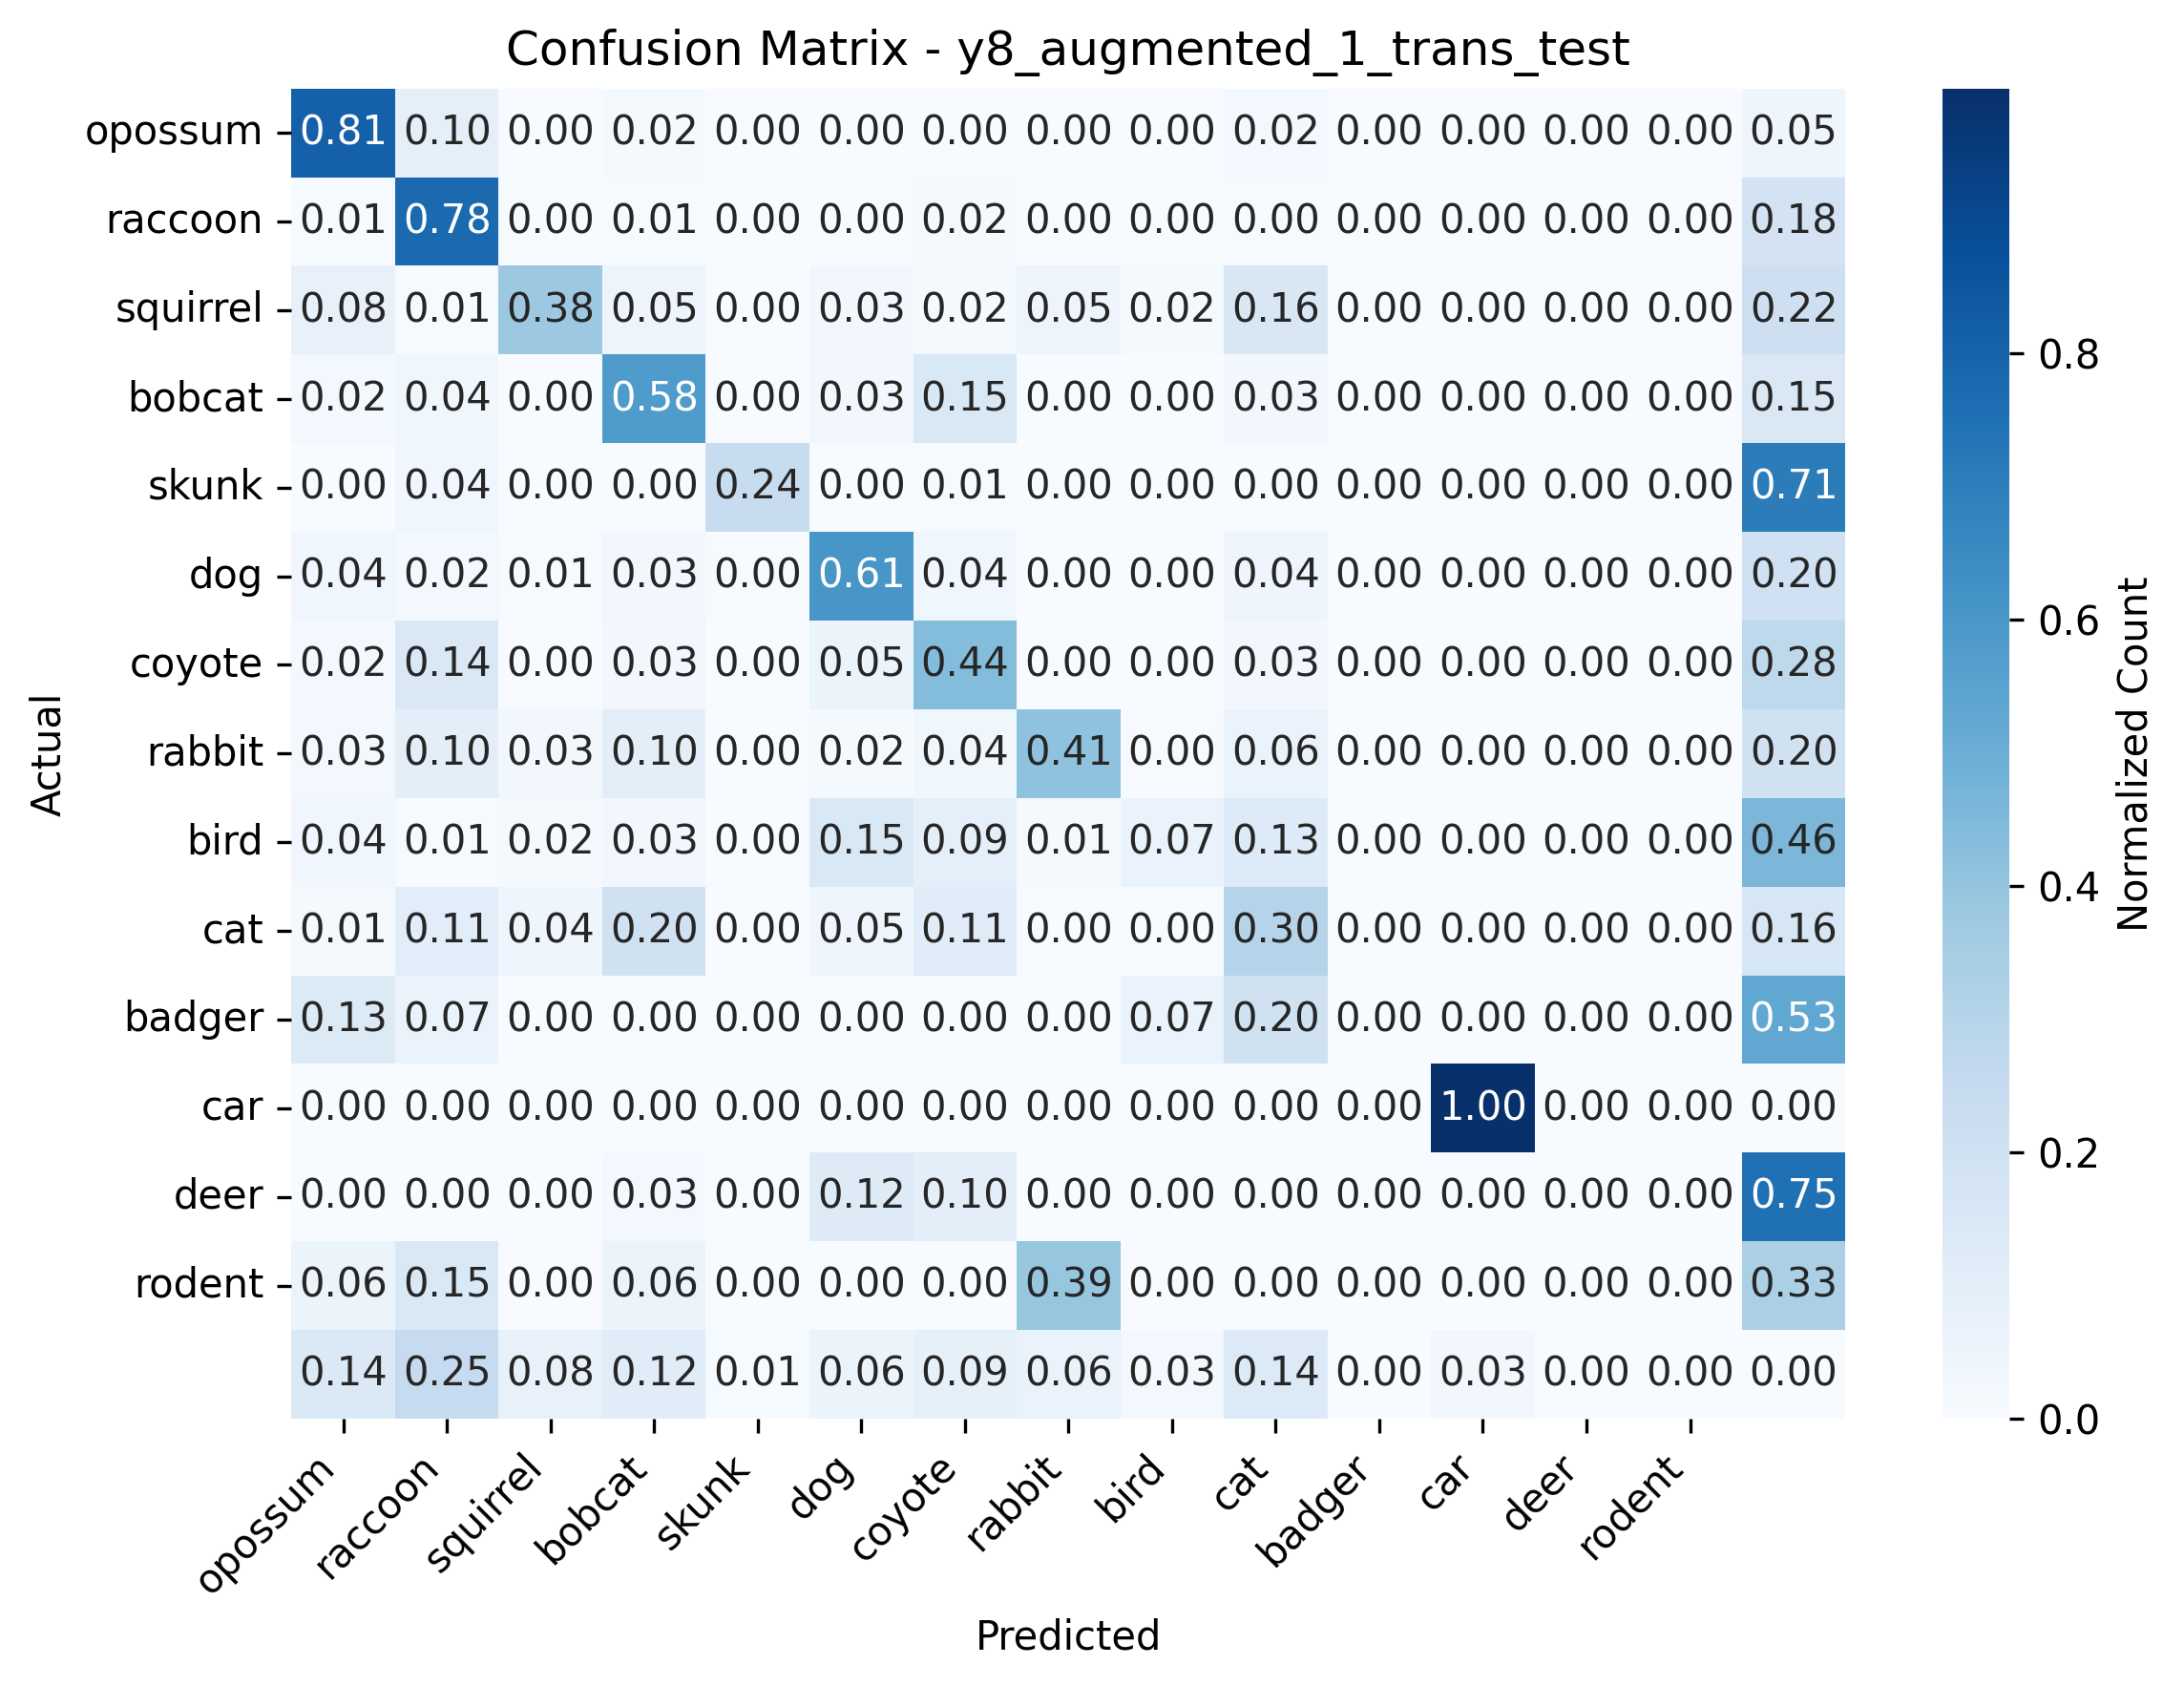 Confusion Matrix - y8_augmented_1_trans_test
opossum 0.81 0.10 0.00 0.02 0.00 0.00 0.00 0.00 0.00 0.02 0.00 0.00 0.00 0.00 0.05
raccoon 0.01 0.78 0.00 0.01 0.00 0.00 0.02 0.00 0.00 0.00 0.00 0.00 0.00 0.00 0.18
squirrel 0.08 0.01 0.38 0.05 0.00 0.03 0.02 0.05 0.02 0.16 0.00 0.00 0.00 0.00 0.22
bobcat 0.02 0.04 0.00 0.58 0.00 0.03 0.15 0.00 0.00 0.03 0.00 0.00 0.00 0.00 0.15
skunk 0.00 0.04 0.00 0.00 0.24 0.00 0.01 0.00 0.00 0.00 0.00 0.00 0.00 0.00 0.71
dog 0.04 0.02 0.01 0.03 0.00 0.61 0.04 0.00 0.00 0.04 0.00 0.00 0.00 0.00 0.20
coyote 0.02 0.14 0.00 0.03 0.00 0.05 0.44 0.00 0.00 0.03 0.00 0.00 0.00 0.00 0.28
rabbit 0.03 0.10 0.03 0.10 0.00 0.02 0.04 0.41 0.00 0.06 0.00 0.00 0.00 0.00 0.20
bird 0.04 0.01 0.02 0.03 0.00 0.15 0.09 0.01 0.07 0.13 0.00 0.00 0.00 0.00 0.46
cat 0.01 0.11 0.04 0.20 0.00 0.05 0.11 0.00 0.00 0.30 0.00 0.00 0.00 0.00 0.16
badger 0.13 0.07 0.00 0.00 0.00 0.00 0.00 0.00 0.07 0.20 0.00 0.00 0.00 0.00 0.53
car 0.00 0.00 0.00 0.00 0.00 0.00 0.00 0.00 0.00 0.00 0.00 1.00 0.00 0.00 0.00
deer 0.00 0.00 0.00 0.03 0.00 0.12 0.10 0.00 0.00 0.00 0.00 0.00 0.00 0.00 0.75
rodent 0.06 0.15 0.00 0.06 0.00 0.00 0.00 0.39 0.00 0.00 0.00 0.00 0.00 0.00 0.33
0.14 0.25 0.08 0.12 0.01 0.06 0.09 0.06 0.03 0.14 0.00 0.03 0.00 0.00 0.00
opossum raccoon squirrel bobcat skunk dog coyote rabbit bird cat badger car deer rodent
Predicted
Actual
0.8
0.6
0.4
0.2
0.0
Normalized Count